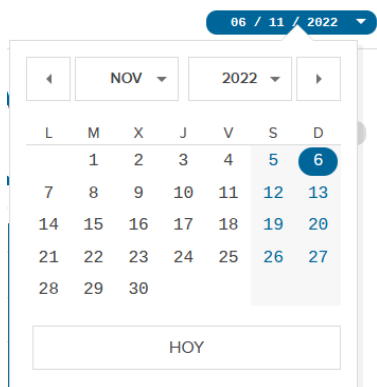 06 / 11 / 2022
NOV 2022
L M X J V S D
1 2 3 4 5 6
7 8 9 10 11 12 13
14 15 16 17 18 19 20
21 22 23 24 25 26 27
28 29 30
HOY